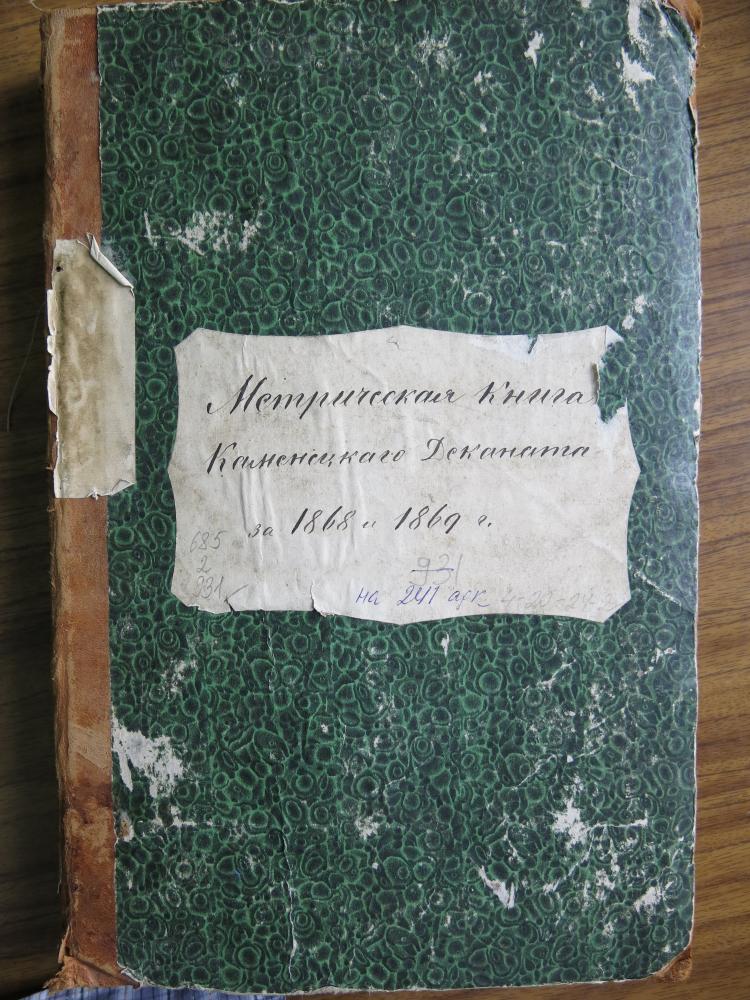 Метрическая Книга
Каменецкаго Деканата
за 1868 и 1869 г.
685
2
931
931
на 241 арк